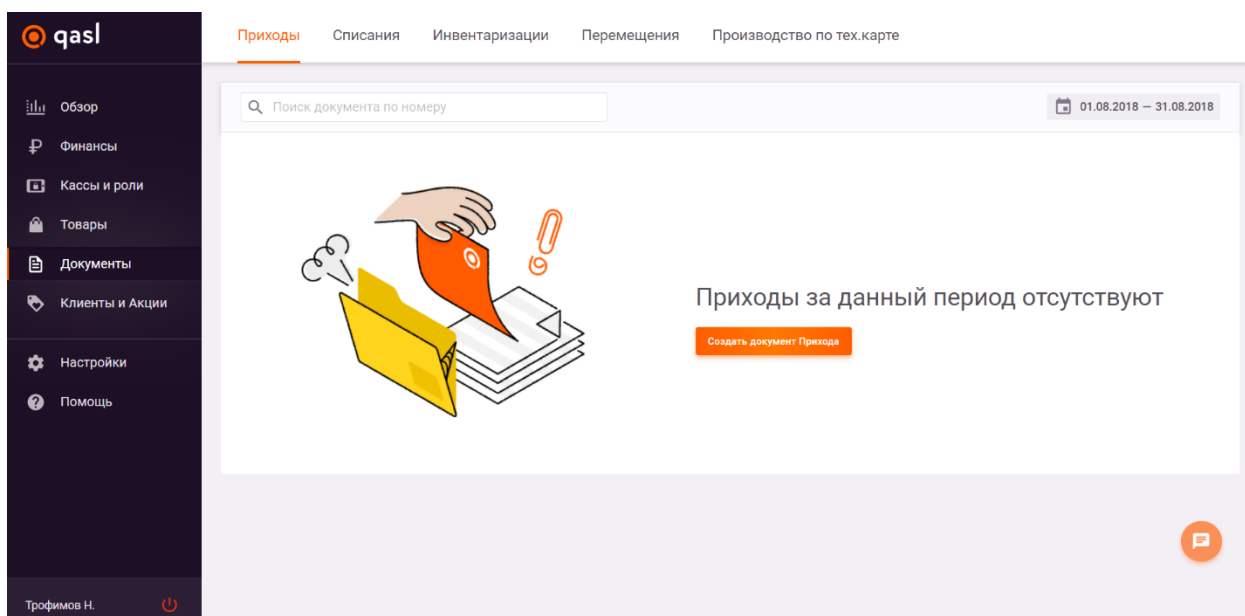 qasl
Приходы Списания Инвентаризации Перемещения Производство по тех.карте
Поиск документа по номеру
01.08.2018 — 31.08.2018
Обзор
Финансы
Кассы и роли
Товары
Документы
Клиенты и Акции
Настройки
Помощь
Приходы за данный период отсутствуют
Создать документ Прихода
Трофимов Н.